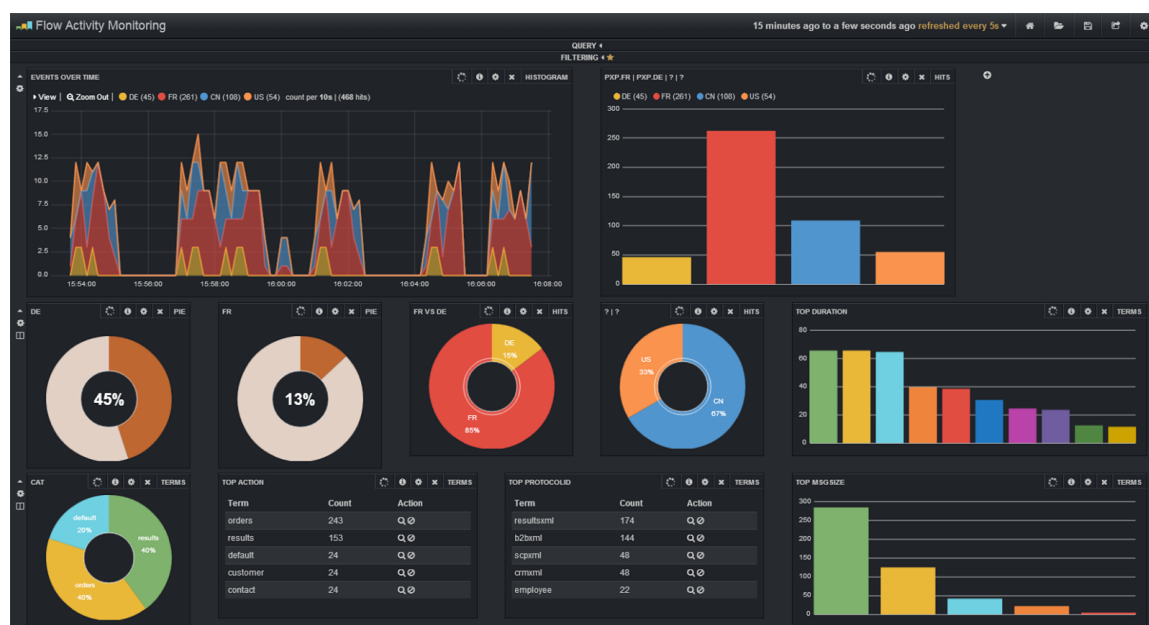 Flow Activity Monitoring
15 minutes ago to a few seconds ago refreshed every 5s
QUERY
FILTERING
EVENTS OVER TIME
HISTOGRAM
View | Zoom Out | DE (45) FR (261) CN (108) US (54) count per 10s | (468 hits)
17.5
15.0
12.5
10.0
7.5
5.0
2.5
0.0
15:54:00 15:56:00 15:58:00 16:00:00 16:02:00 16:04:00 16:06:00 16:08:00
PXP.FR | PXP.DE | ? | ?
HITS
DE (45) FR (261) CN (108) US (54)
300
250
200
150
100
50
0
DE
PIE
45%
FR
PIE
13%
FR VS DE
HITS
DE
15%
FR
85%
? | ?
HITS
US
33%
CN
67%
TOP DURATION
TERMS
80
60
40
20
0
CAT
TERMS
default
20%
results
40%
orders
40%
TOP ACTION
TERMS
Term Count Action
orders 243
results 153
default 24
customer 24
contact 24
TOP PROTOCOLID
TERMS
Term Count Action
resultsxml 174
b2bxml 144
scpxml 48
crmxml 48
employee 22
TOP MSGSIZE
TERMS
300
250
200
150
100
50
0